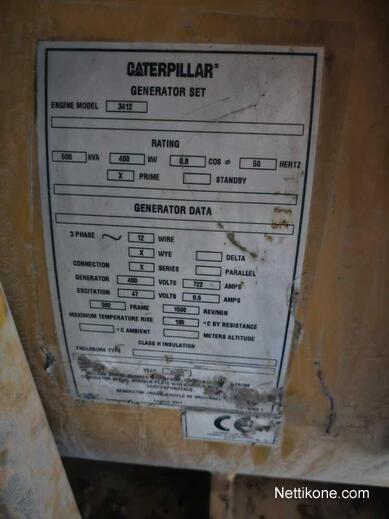 CATERPILLAR®
GENERATOR SET
ENGINE MODEL 3412
RATING
500 kVA 400 kW 0.8 COS ø 50 HERTZ
X PRIME STANDBY
GENERATOR DATA
3 PHASE 12 WIRE
X WYE DELTA
CONNECTION X SERIES PARALLEL
GENERATOR 400 VOLTS 722 AMPS
EXCITATION 47 VOLTS 9.6 AMPS
592 FRAME 1500 REV/MIN
MAXIMUM TEMPERATURE RISE °C BY RESISTANCE
°C AMBIENT METERS ALTITUDE
CLASS H INSULATION
ENCLOSURE TYPE
YEAR
CORRESPONDENCE
CE
Nettikone.com